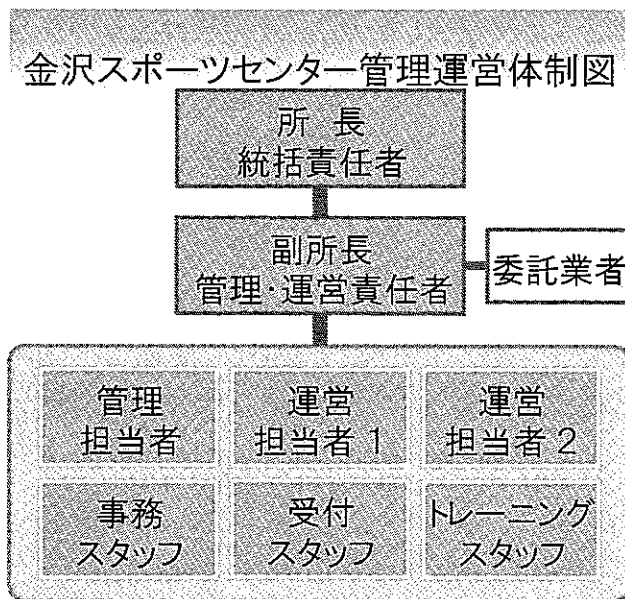 金沢スポーツセンター管理運営体制図
所 長
統括責任者
副所長
管理・運営責任者
委託業者
管理
担当者
運営
担当者1
運営
担当者2
事務
スタッフ
受付
スタッフ
トレーニング
スタッフ